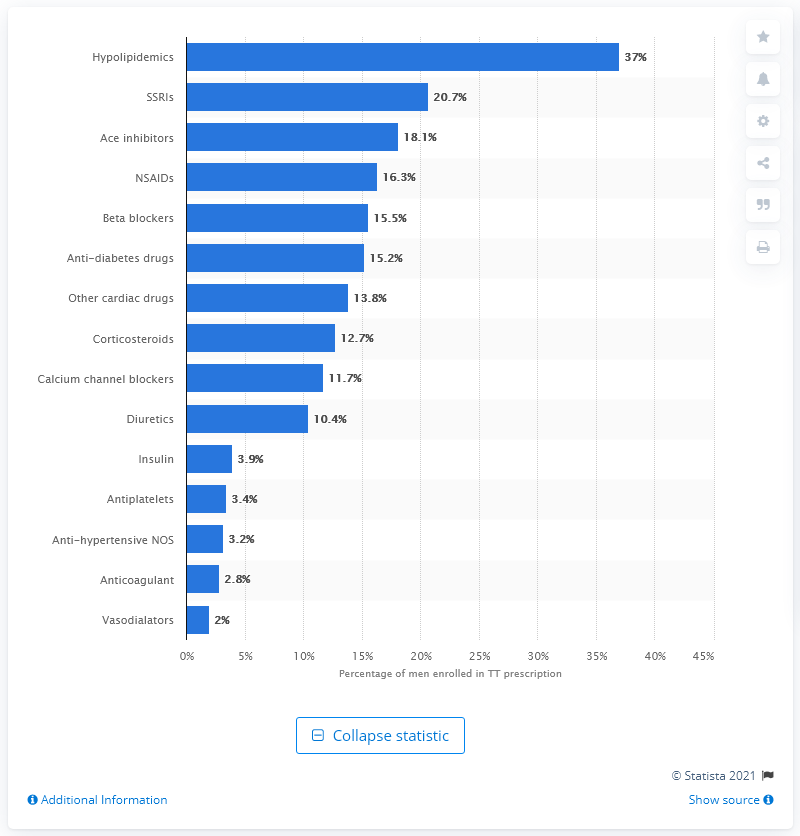 Hypolipidemics 37%
SSRIs 20.7%
Ace inhibitors 18.1%
NSAIDs 16.3%
Beta blockers 15.5%
Anti-diabetes drugs 15.2%
Other cardiac drugs 13.8%
Corticosteroids 12.7%
Calcium channel blockers 11.7%
Diuretics 10.4%
Insulin 3.9%
Antiplatelets 3.4%
Anti-hypertensive NOS 3.2%
Anticoagulant 2.8%
Vasodialators 2%
0% 5% 10% 15% 20% 25% 30% 35% 40% 45%
Percentage of men enrolled in TT prescription
Collapse statistic
© Statista 2021
Additional Information Show source